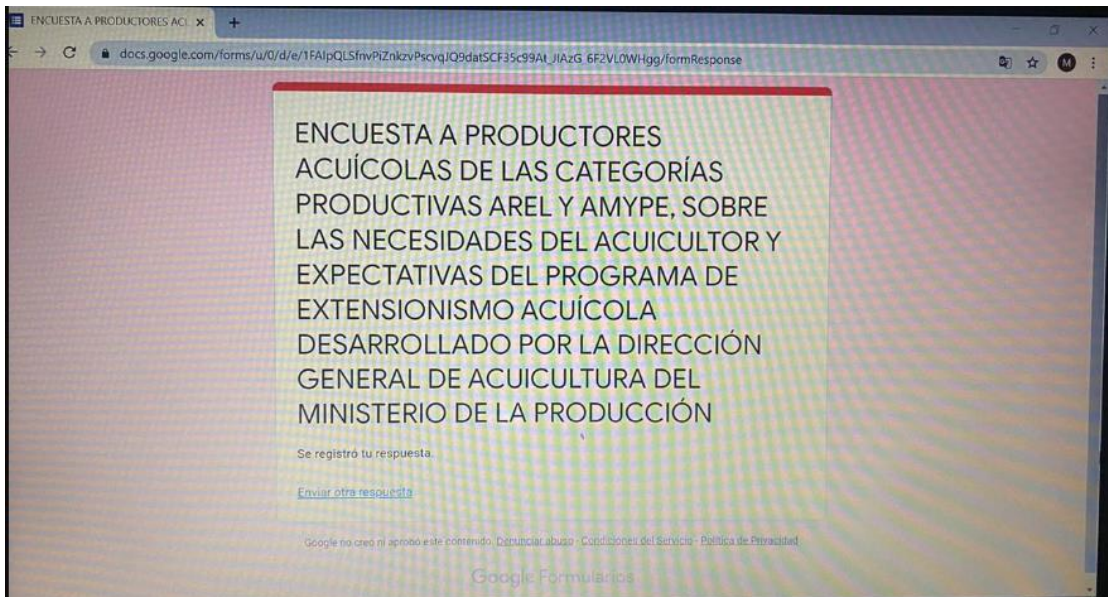 ENCUESTA A PRODUCTORES ACU
docs.google.com/forms/u/0/d/e/1FAIpQLSfnvPiZnkzvPscvqJQ9datSCF35c99At_JIAzG_6F2VL0WHgg/formResponse
M
ENCUESTA A PRODUCTORES
ACUÍCOLAS DE LAS CATEGORÍAS
PRODUCTIVAS AREL Y AMYPE, SOBRE
LAS NECESIDADES DEL ACUICULTOR Y
EXPECTATIVAS DEL PROGRAMA DE
EXTENSIONISMO ACUÍCOLA
DESARROLLADO POR LA DIRECCIÓN
GENERAL DE ACUICULTURA DEL
MINISTERIO DE LA PRODUCCIÓN
Se registró tu respuesta.
Enviar otra respuesta
Google no creó ni aprobó este contenido. Denunciar abuso - Condiciones del Servicio - Política de Privacidad
Google Formularios